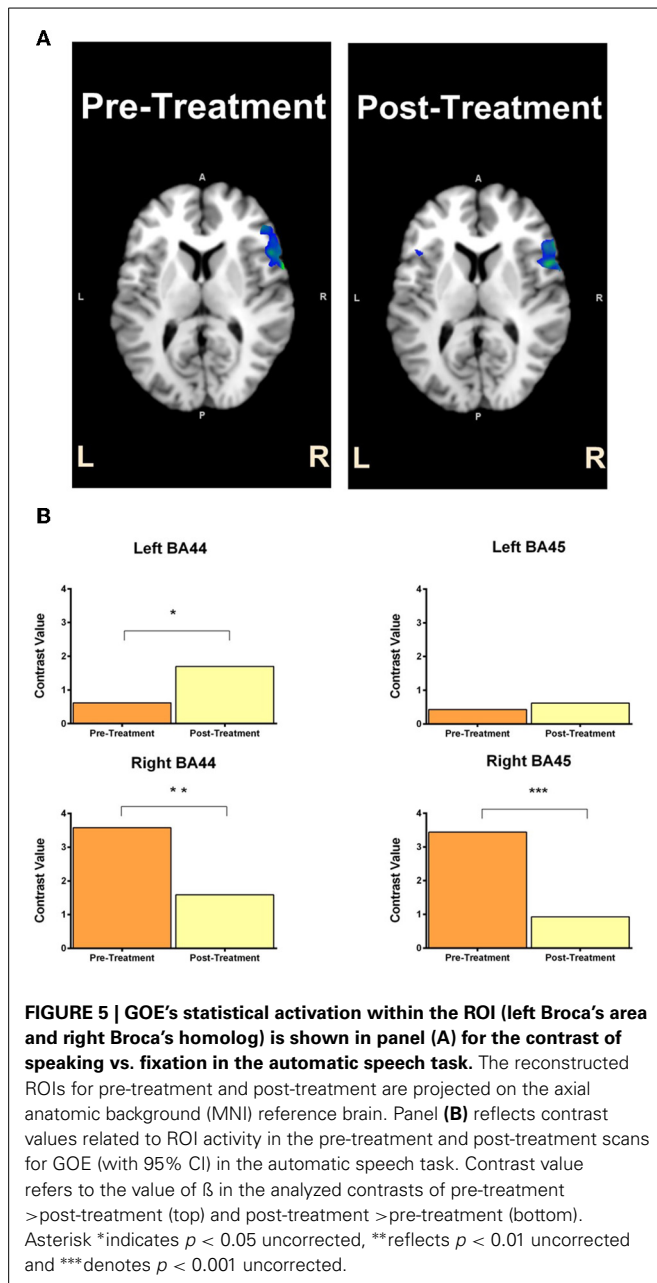 A
Pre-Treatment
Post-Treatment
A
A
L
R
L
R
P
P
L
R
L
R
B
Left BA44
Left BA45
4
3
2
1
0
Contrast Value
*
Pre-Treatment
Post-Treatment
4
3
2
1
0
Contrast Value
Pre-Treatment
Post-Treatment
Right BA44
Right BA45
4
3
2
1
0
Contrast Value
* *
Pre-Treatment
Post-Treatment
4
3
2
1
0
Contrast Value
***
Pre-Treatment
Post-Treatment
FIGURE 5 | GOE's statistical activation within the ROI (left Broca's area
and right Broca's homolog) is shown in panel (A) for the contrast of
speaking vs. fixation in the automatic speech task. The reconstructed
ROIs for pre-treatment and post-treatment are projected on the axial
anatomic background (MNI) reference brain. Panel (B) reflects contrast
values related to ROI activity in the pre-treatment and post-treatment scans
for GOE (with 95% CI) in the automatic speech task. Contrast value
refers to the value of ß in the analyzed contrasts of pre-treatment
>post-treatment (top) and post-treatment >pre-treatment (bottom).
Asterisk *indicates p < 0.05 uncorrected, **reflects p < 0.01 uncorrected
and ***denotes p < 0.001 uncorrected.